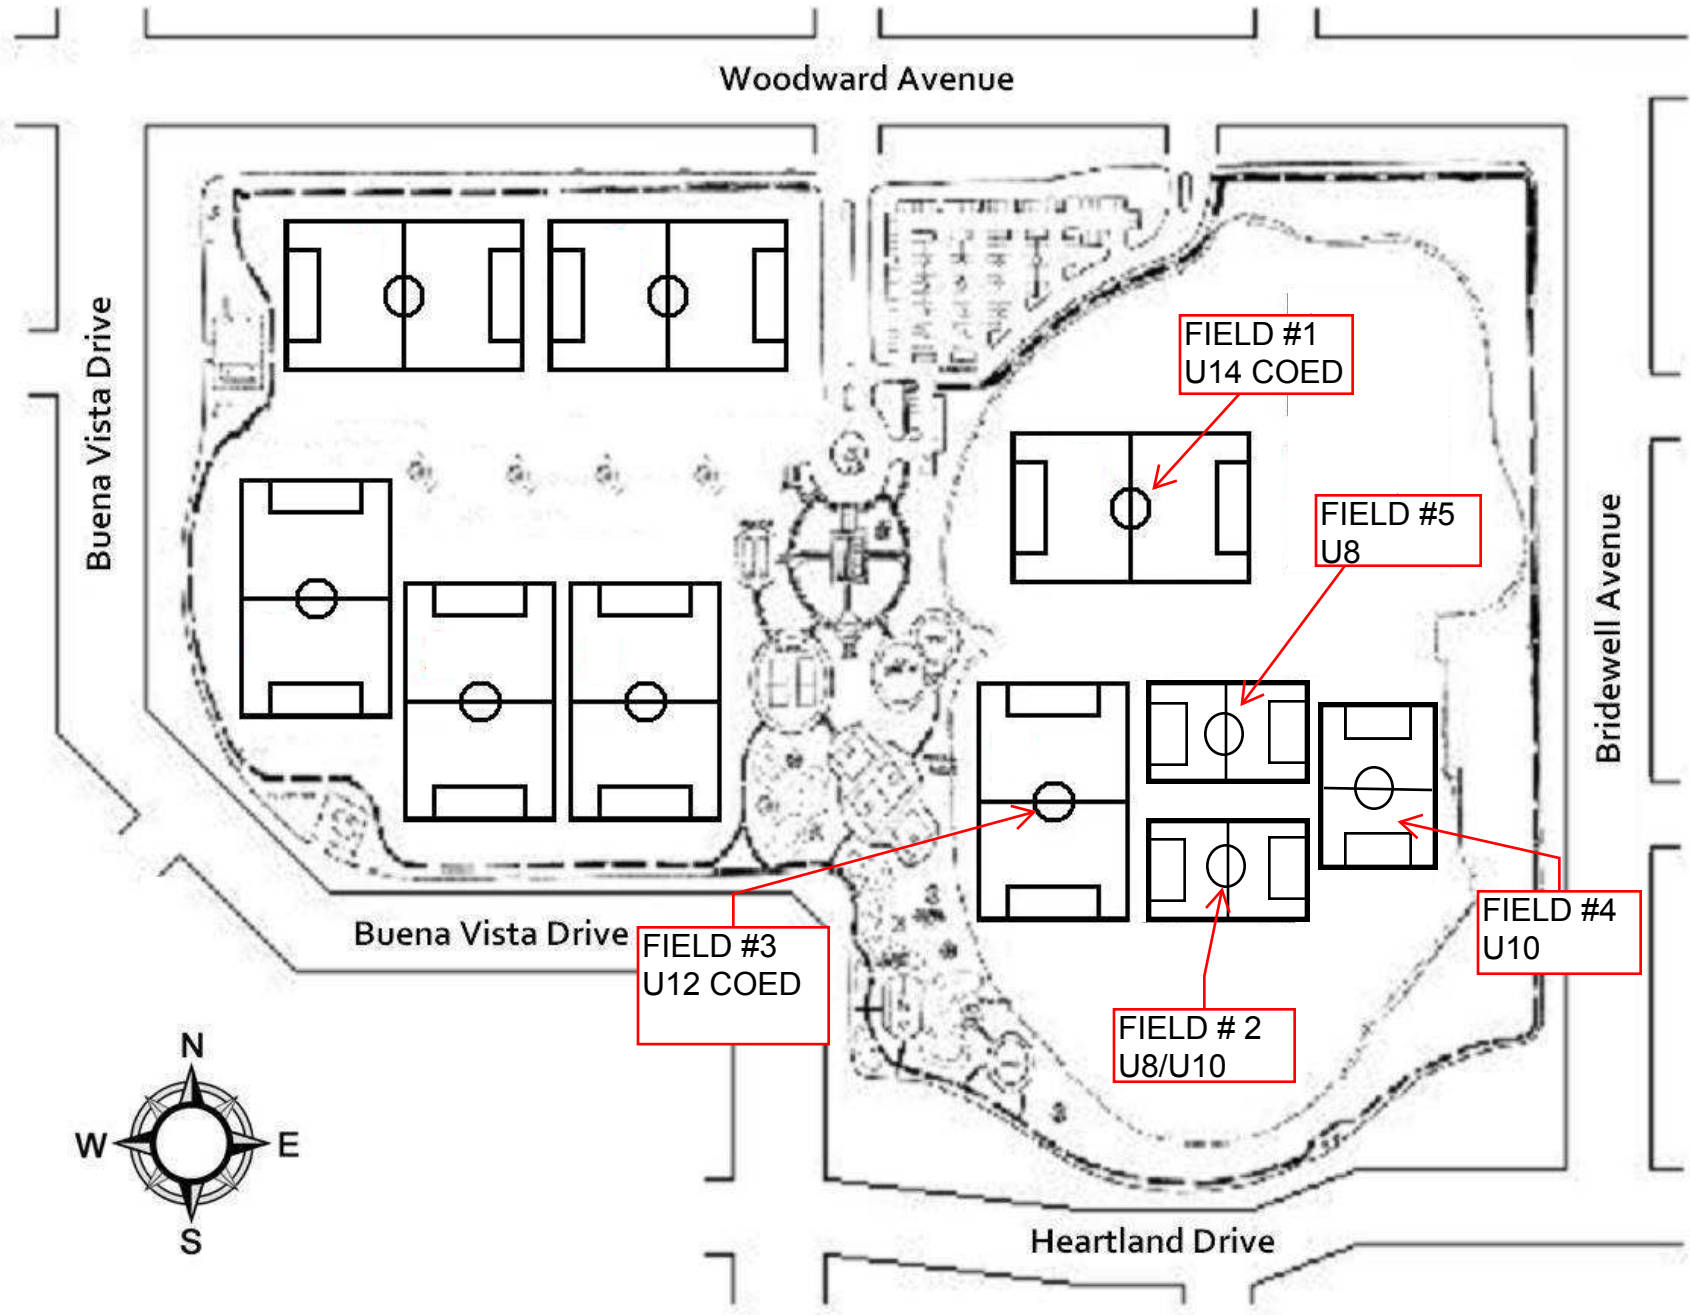 Woodward Avenue
Buena Vista Drive
FIELD #1
U14 COED
FIELD #5
U8
Bridewell Avenue
FIELD #3
U12 COED
FIELD #4
U10
Buena Vista Drive
FIELD # 2
U8/U10
N
W
E
S
Heartland Drive